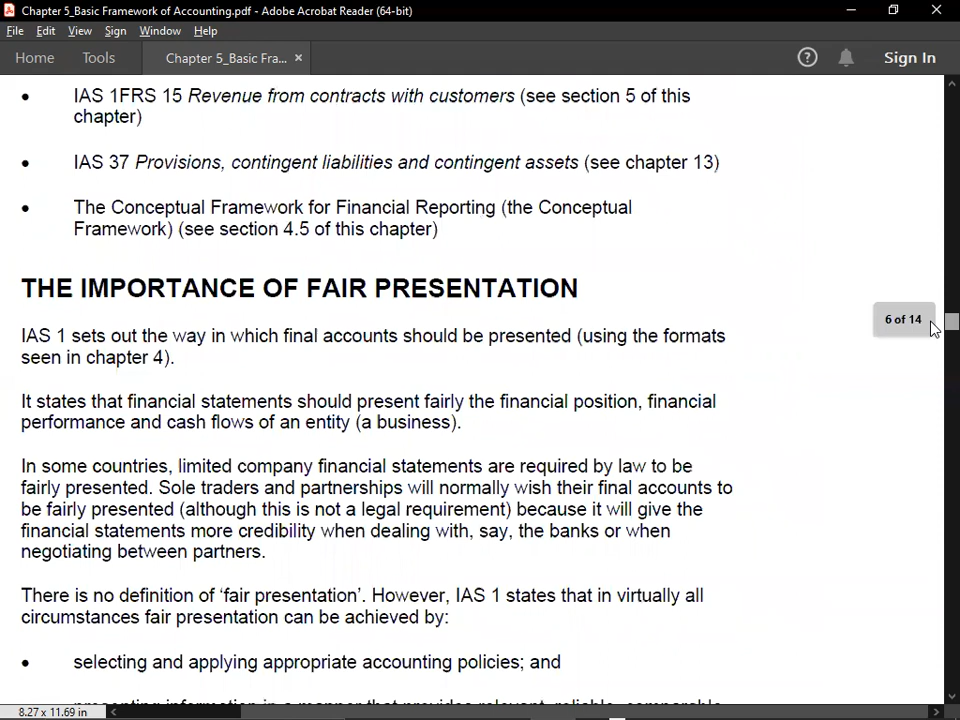 Chapter 5_Basic Framework of Accounting.pdf - Adobe Acrobat Reader (64-bit)
File Edit View Sign Window Help
Home Tools Chapter 5_Basic Fra... × ? Sign In
• IAS 1FRS 15 Revenue from contracts with customers (see section 5 of this
chapter)
• IAS 37 Provisions, contingent liabilities and contingent assets (see chapter 13)
• The Conceptual Framework for Financial Reporting (the Conceptual
Framework) (see section 4.5 of this chapter)
THE IMPORTANCE OF FAIR PRESENTATION
6 of 14
IAS 1 sets out the way in which final accounts should be presented (using the formats
seen in chapter 4).
It states that financial statements should present fairly the financial position, financial
performance and cash flows of an entity (a business).
In some countries, limited company financial statements are required by law to be
fairly presented. Sole traders and partnerships will normally wish their final accounts to
be fairly presented (although this is not a legal requirement) because it will give the
financial statements more credibility when dealing with, say, the banks or when
negotiating between partners.
There is no definition of ‘fair presentation’. However, IAS 1 states that in virtually all
circumstances fair presentation can be achieved by:
• selecting and applying appropriate accounting policies; and
presenting information in a manner that provides relevant, reliable, comparable
8.27 x 11.69 in